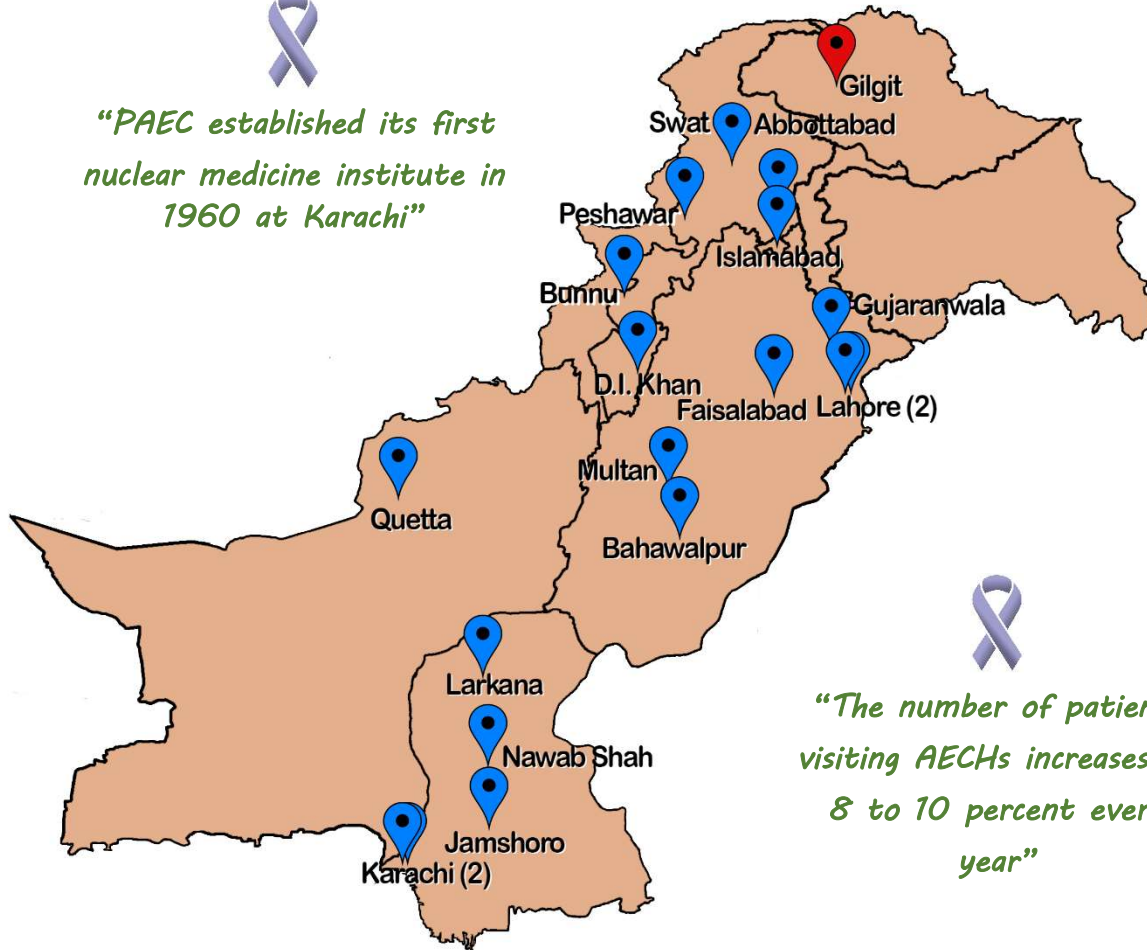 “PAEC established its first
nuclear medicine institute in
1960 at Karachi”
Gilgit
Swat
Abbottabad
Peshawar
Islamabad
Bunnu
Gujaranwala
D.I. Khan
Faisalabad
Lahore (2)
Multan
Quetta
Bahawalpur
Larkana
Nawab Shah
Jamshoro
Karachi (2)
“The number of patien
visiting AECHs increases
8 to 10 percent ever
year”